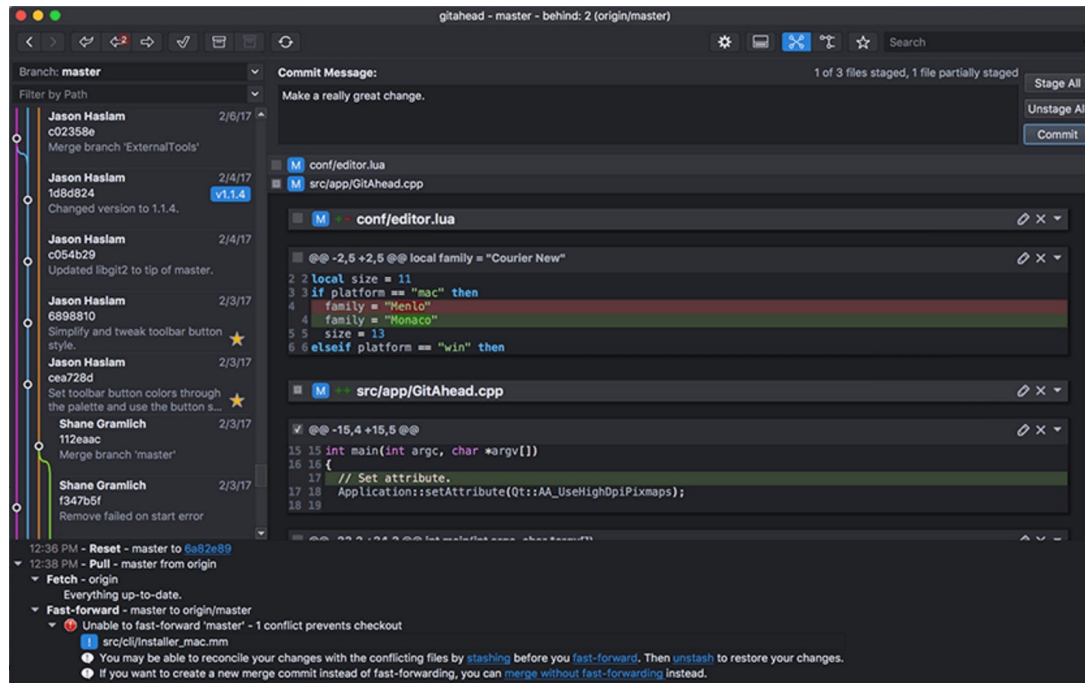 gitahead - master - behind: 2 (origin/master)
2
Search
Branch: master
Filter by Path
Jason Haslam 2/6/17
c02358e
Merge branch 'ExternalTools'
Jason Haslam 2/4/17
1d8d824 v1.1.4
Changed version to 1.1.4.
Jason Haslam 2/4/17
c054b29
Updated libgit2 to tip of master.
Jason Haslam 2/3/17
6898810
Simplify and tweak toolbar button
style.
Jason Haslam 2/3/17
cea728d
Set toolbar button colors through
the palette and use the button s...
Shane Gramlich 2/3/17
112eaac
Merge branch 'master'
Shane Gramlich 2/3/17
f347b5f
Remove failed on start error
Commit Message: 1 of 3 files staged, 1 file partially staged
Make a really great change.
Stage All
Unstage All
Commit
M conf/editor.lua
M src/app/GitAhead.cpp
M +- conf/editor.lua
@@ -2,5 +2,5 @@ local family = "Courier New"
2 2 local size = 11
3 3 if platform == "mac" then
4 family = "Menlo"
4 family = "Monaco"
5 5 size = 13
6 6 elseif platform == "win" then
M ++ src/app/GitAhead.cpp
@@ -15,4 +15,5 @@
15 15 int main(int argc, char *argv[])
16 16 {
17 // Set attribute.
17 18 Application::setAttribute(Qt::AA_UseHighDpiPixmaps);
18 19
12:36 PM - Reset - master to 6a82e89
12:38 PM - Pull - master from origin
Fetch - origin
Everything up-to-date.
Fast-forward - master to origin/master
Unable to fast-forward 'master' - 1 conflict prevents checkout
! src/cli/Installer_mac.mm
You may be able to reconcile your changes with the conflicting files by stashing before you fast-forward. Then unstash to restore your changes.
If you want to create a new merge commit instead of fast-forwarding, you can merge without fast-forwarding instead.